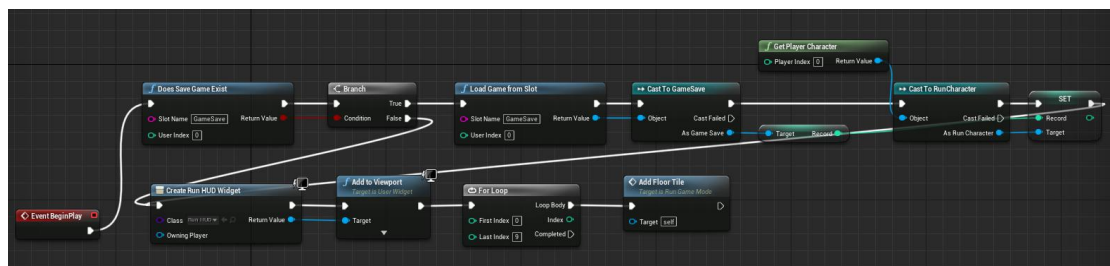 Get Player Character
Player Index 0 Return Value
Does Save Game Exist
Slot Name GameSave Return Value
User Index 0
Branch
True
Condition False
Load Game from Slot
Slot Name GameSave Return Value
User Index 0
Cast To GameSave
Object Cast Failed
As Game Save
Target Record
Cast To RunCharacter
Object Cast Failed
As Run Character
SET
Record
Target
Event BeginPlay
Create Run HUD Widget
Class Return Value
Owning Player
Add to Viewport
Target is User Widget
Target
For Loop
Loop Body
First Index 0 Index
Last Index 9 Completed
Add Floor Tile
Target is Run Game Mode
Target self